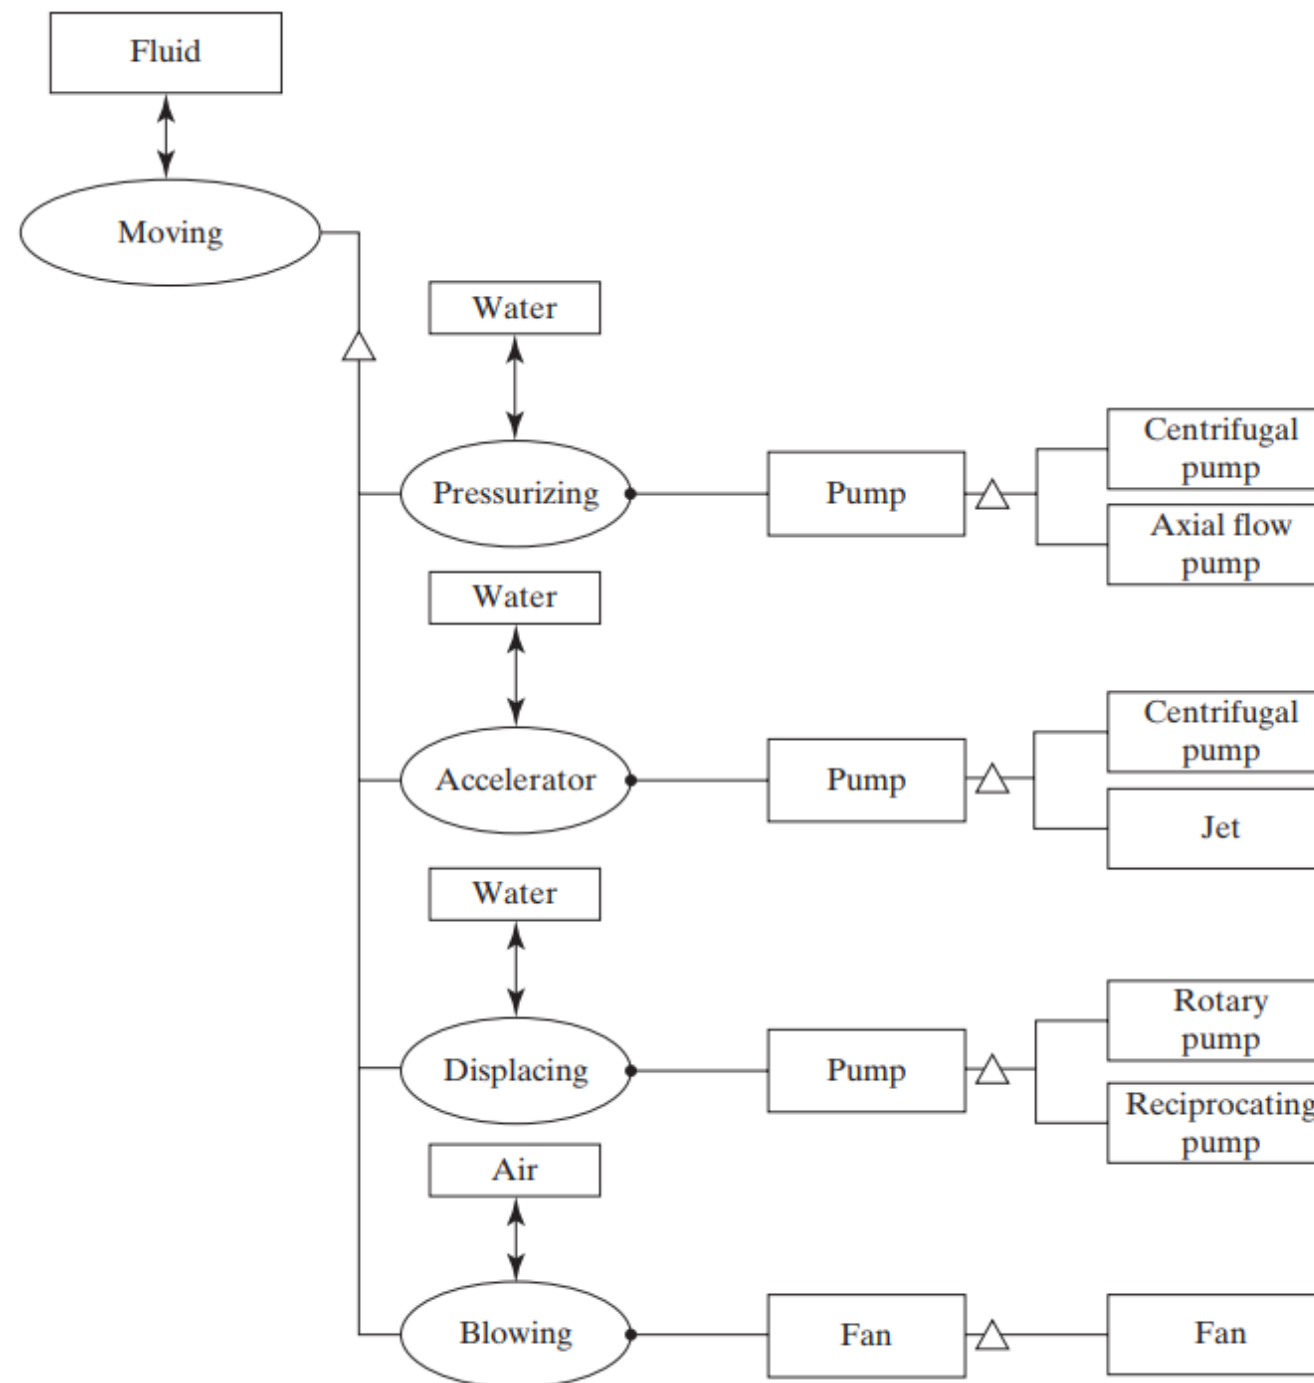 Fluid
Moving
Water
Pressurizing
Pump
Centrifugal
pump
Axial flow
pump
Water
Accelerator
Pump
Centrifugal
pump
Jet
Water
Displacing
Pump
Rotary
pump
Reciprocating
pump
Air
Blowing
Fan
Fan